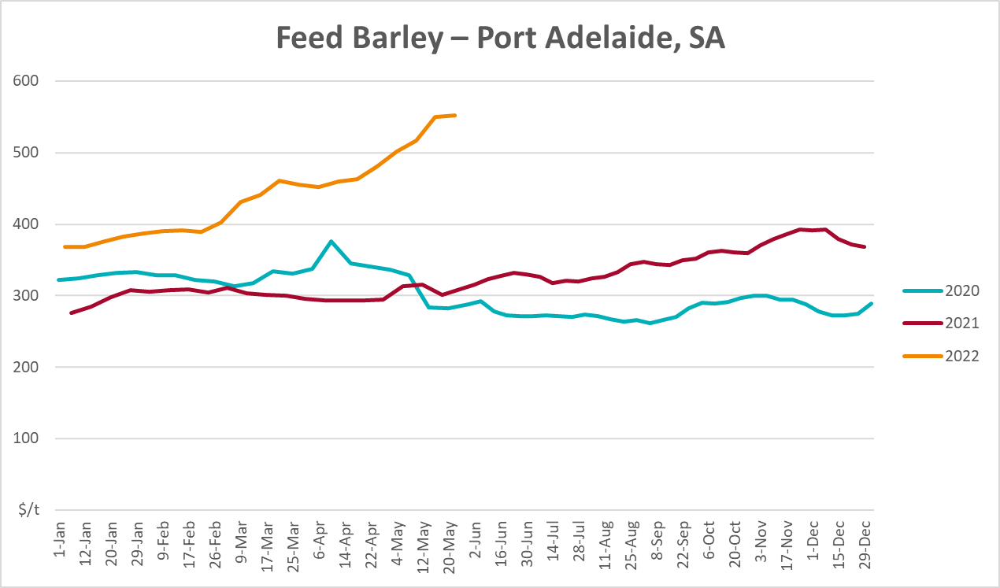 Feed Barley – Port Adelaide, SA
600
500
400
300
200
100
$/t
1-Jan
12-Jan
20-Jan
29-Jan
9-Feb
17-Feb
26-Feb
9-Mar
17-Mar
25-Mar
6-Apr
14-Apr
22-Apr
4-May
12-May
20-May
2-Jun
16-Jun
30-Jun
14-Jul
28-Jul
11-Aug
25-Aug
8-Sep
22-Sep
6-Oct
20-Oct
3-Nov
17-Nov
1-Dec
15-Dec
29-Dec
2020
2021
2022